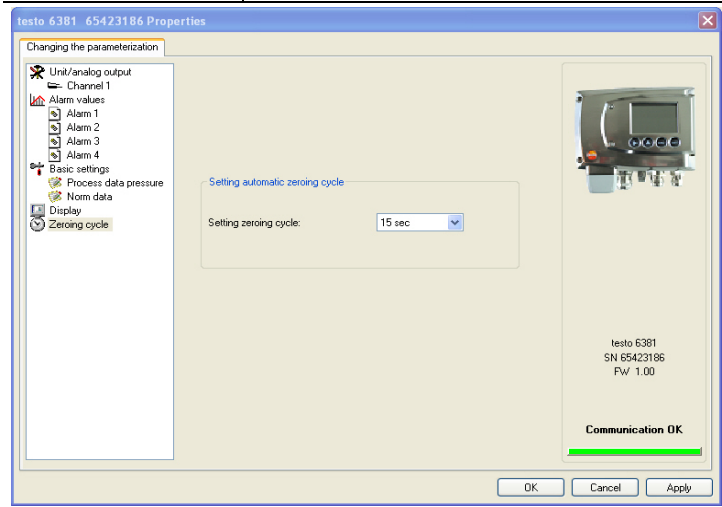 testo 6381 65423186 Properties
Changing the parameterization
Unit/analog output
Channel 1
Alarm values
Alarm 1
Alarm 2
Alarm 3
Alarm 4
Basic settings
Process data pressure
Norm data
Display
Zeroing cycle
Setting automatic zeroing cycle
Setting zeroing cycle:
15 sec
testo 6381
SN 65423186
FW 1.00
Communication OK
OK
Cancel
Apply